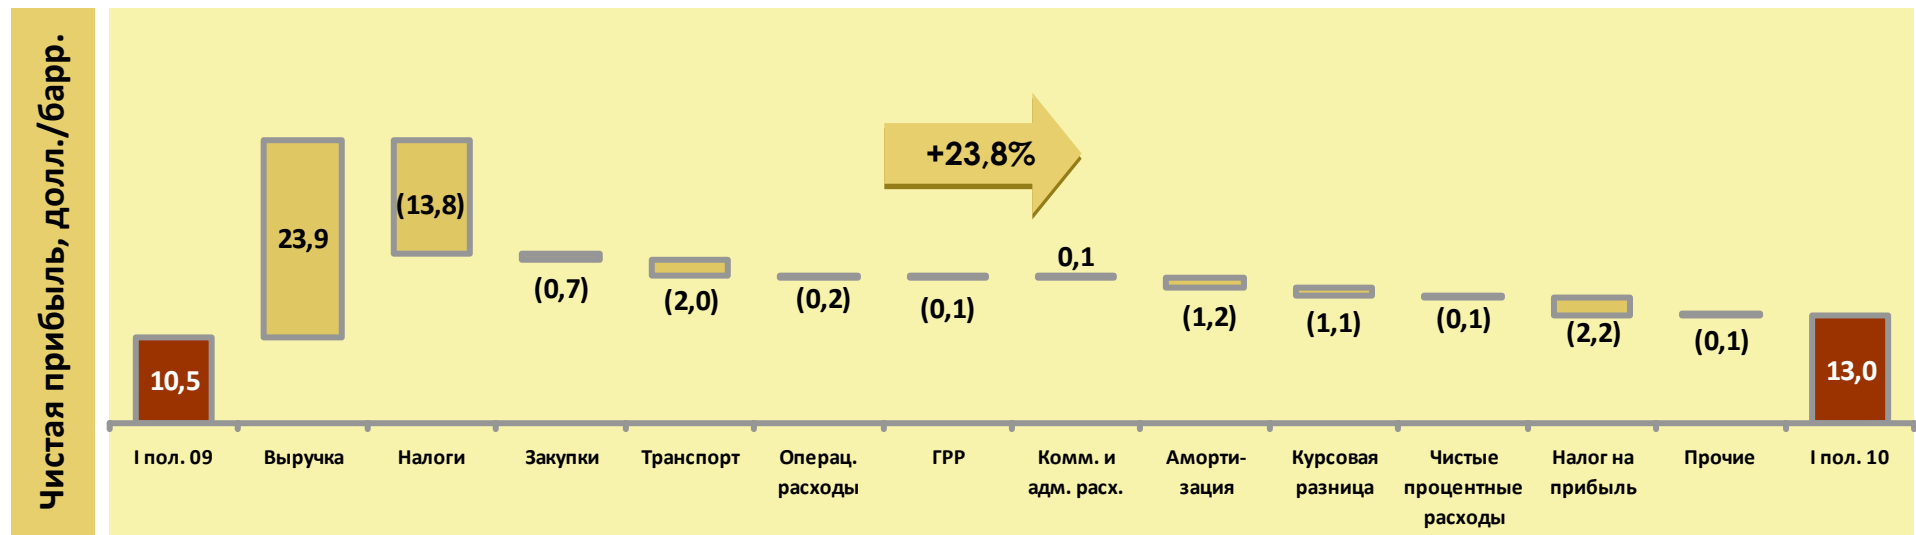 Чистая прибыль, долл./барр.
+23,8%
10,5
23,9
(13,8)
(0,7)
(2,0)
(0,2)
(0,1)
0,1
(1,2)
(1,1)
(0,1)
(2,2)
(0,1)
13,0
I пол. 09
Выручка
Налоги
Закупки
Транспорт
Операц.
расходы
ГРР
Комм. и
адм. расх.
Аморти-
зация
Курсовая
разница
Чистые
процентные
расходы
Налог на
прибыль
Прочие
I пол. 10